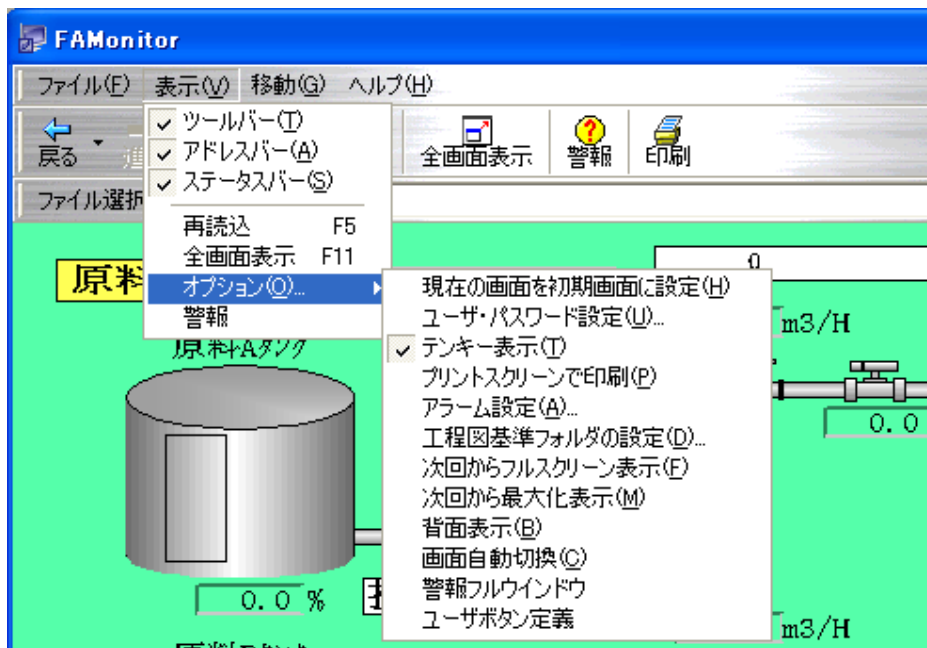 FAMonitor
ファイル(F) 表示(V) 移動(G) ヘルプ(H)
ツールバー(T)
アドレスバー(A)
ステータスバー(S)
再読込 F5
全画面表示 F11
オプション(O)...
警報
戻る
全画面表示
警報
印刷
ファイル選択
現在の画面を初期画面に設定(H)
ユーザ・パスワード設定(U)...
テンキー表示(T)
プリントスクリーンで印刷(P)
アラーム設定(A)...
工程図基準フォルダの設定(D)...
次回からフルスクリーン表示(F)
次回から最大化表示(M)
背面表示(B)
画面自動切換(C)
警報フルウインドウ
ユーザボタン定義
原料
0
m3/H
原料Aタンク
0.0
0.0 %
m3/H